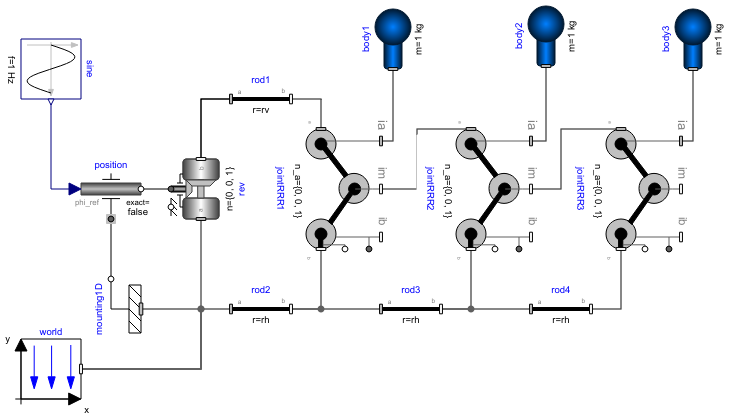 body1
m=1 kg
body2
m=1 kg
body3
m=1 kg
f=1 Hz
sine
rod1
a
b
r=rv
position
phi_ref
exact=
false
n={0, 0, 1}
rev
jointRRR1
n_a={0, 0, 1}
ia
im
ib
a
b
jointRRR2
n_a={0, 0, 1}
ia
im
ib
a
b
jointRRR3
n_a={0, 0, 1}
ia
im
ib
a
b
mounting1D
rod2
a
b
r=rh
rod3
a
b
r=rh
rod4
a
b
r=rh
world
y
x